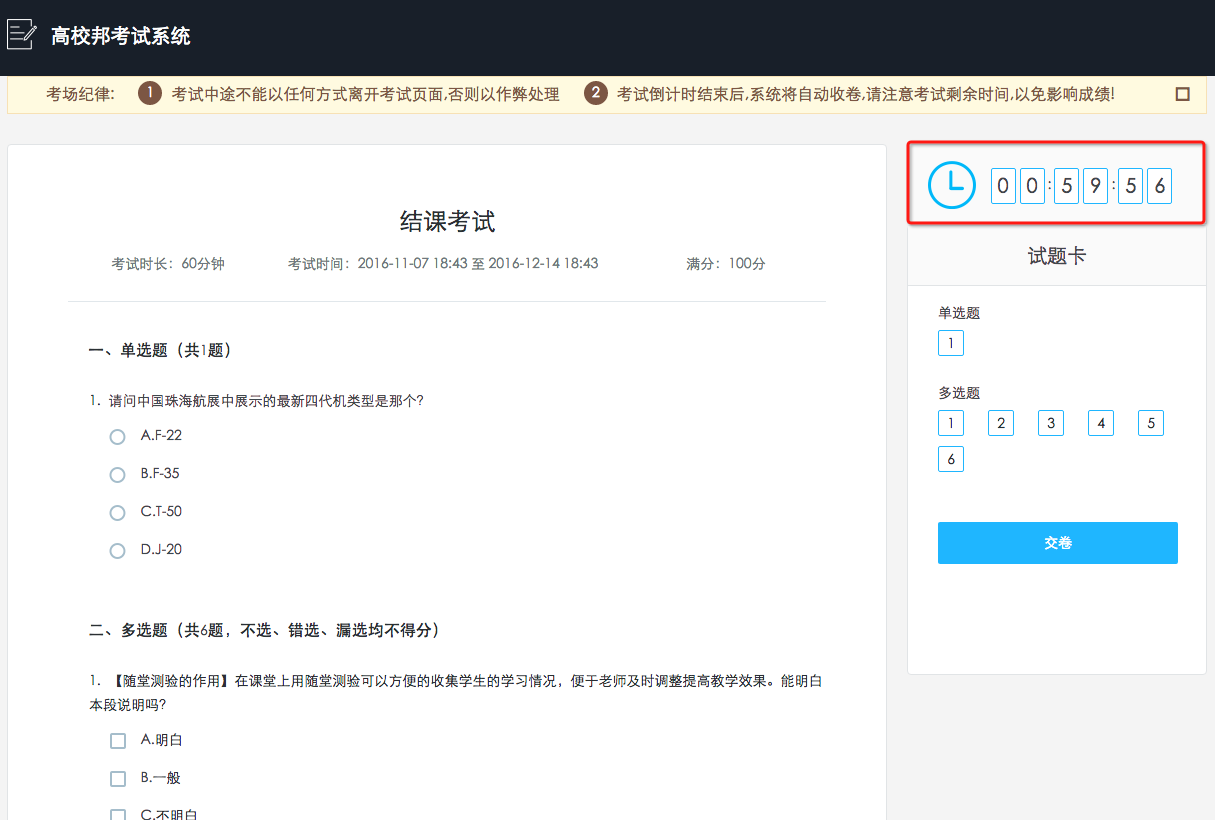 高校邦考试系统
考场纪律: 1 考试中途不能以任何方式离开考试页面,否则以作弊处理 2 考试倒计时结束后,系统将自动收卷,请注意考试剩余时间,以免影响成绩!
结课考试
考试时长：60分钟 考试时间：2016-11-07 18:43 至 2016-12-14 18:43 满分：100分
一、单选题（共1题）
1. 请问中国珠海航展中展示的最新四代机类型是那个?
A.F-22
B.F-35
C.T-50
D.J-20
二、多选题（共6题，不选、错选、漏选均不得分）
1. 【随堂测验的作用】在课堂上用随堂测验可以方便的收集学生的学习情况，便于老师及时调整提高教学效果。能明白
本段说明吗?
A.明白
B.一般
C.不明白
00:59:56
试题卡
单选题
1
多选题
1 2 3 4 5
6
交卷